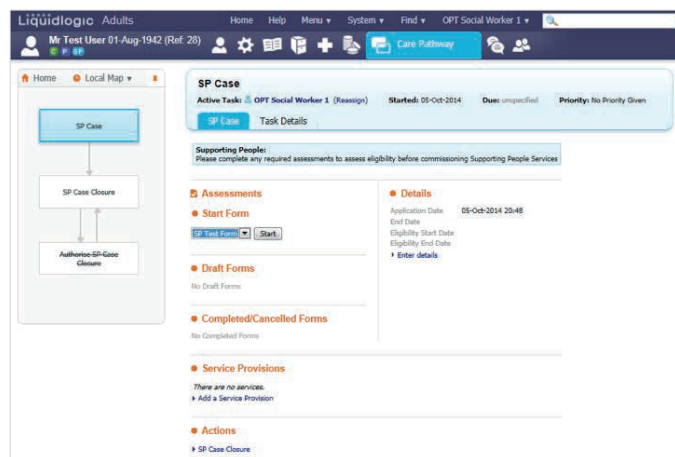 Liquidlogic Adults
Home Help Menu System Find OPT Social Worker 1
Mr Test User 01-Aug-1942 (Ref: 28)
C P SP
Care Pathway
Home Local Map
SP Case
SP Case Closure
Authorise SP Case
Closure
SP Case
Active Task: OPT Social Worker 1 (Reassign) Started: 05-Oct-2014 Due: unspecified Priority: No Priority Given
SP Case Task Details
Supporting People:
Please complete any required assessments to assess eligibility before commissioning Supporting People Services
Assessments
Start Form
SP Test Form Start
Draft Forms
No Draft Forms
Completed/Cancelled Forms
No Completed Forms
Details
Application Date 05-Oct-2014 20:48
End Date
Eligibility Start Date
Eligibility End Date
Enter details
Service Provisions
There are no services.
Add a Service Provision
Actions
SP Case Closure